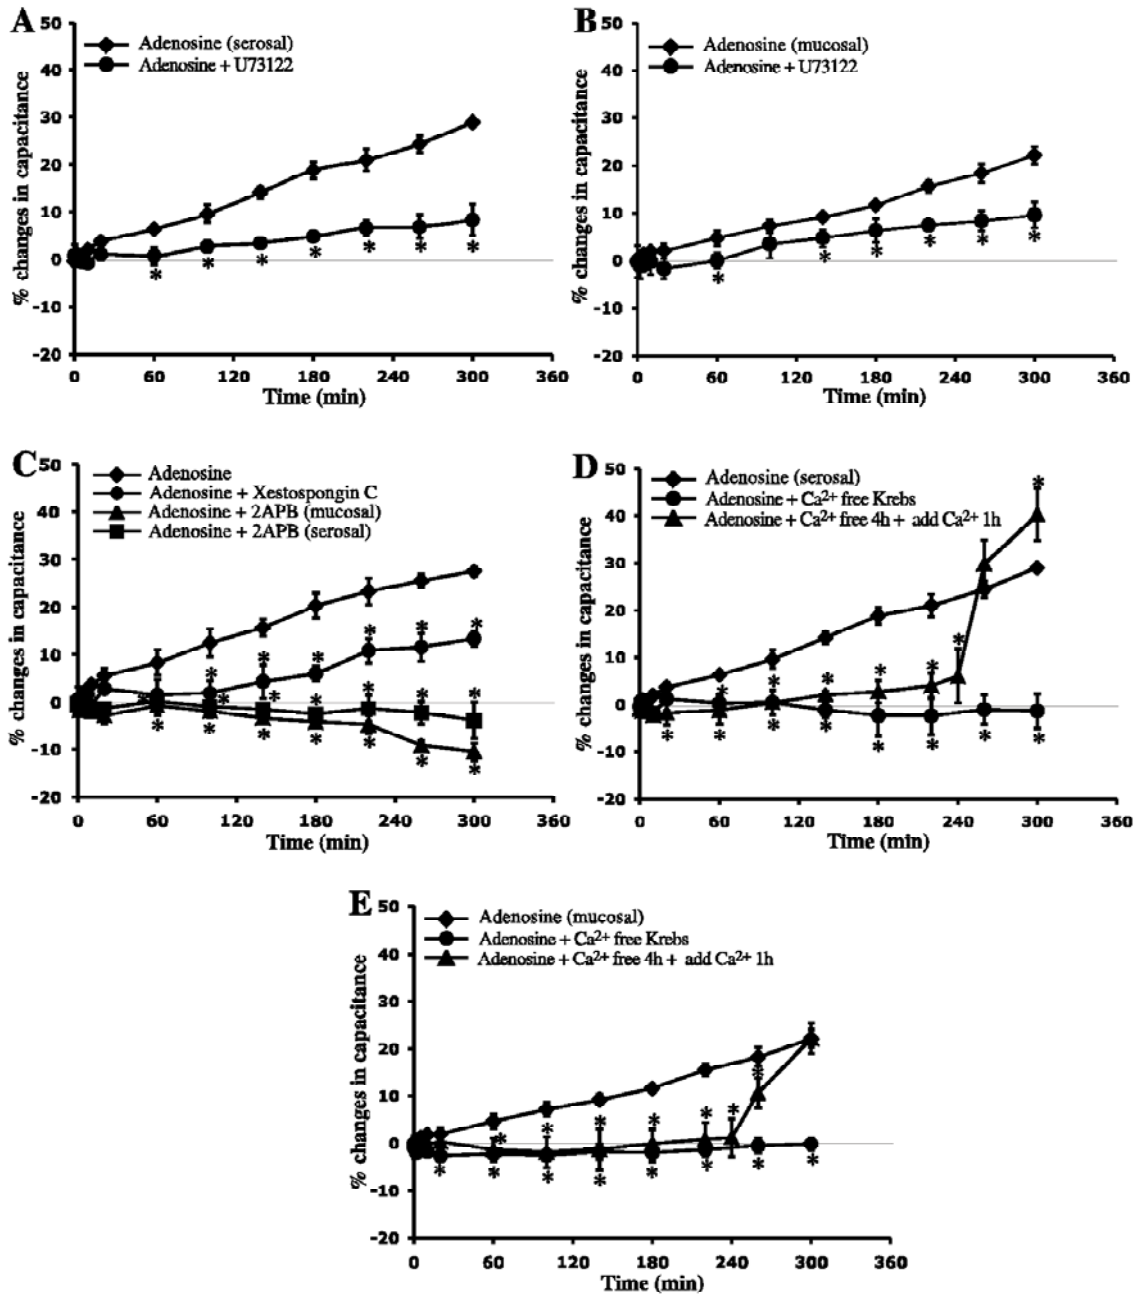 A
50
40
30
20
10
0
-10
-20
% changes in capacitance
Adenosine (serosal)
Adenosine + U73122
* * * * * * *
0 60 120 180 240 300 360
Time (min)
B
50
40
30
20
10
0
-10
-20
% changes in capacitance
Adenosine (mucosal)
Adenosine + U73122
* * * * * *
0 60 120 180 240 300 360
Time (min)
C
50
40
30
20
10
0
-10
-20
% changes in capacitance
Adenosine
Adenosine + Xestospongin C
Adenosine + 2APB (mucosal)
Adenosine + 2APB (serosal)
0 60 120 180 240 300 360
Time (min)
D
50
40
30
20
10
0
-10
-20
% changes in capacitance
Adenosine (serosal)
Adenosine + Ca²⁺ free Krebs
Adenosine + Ca²⁺ free 4h + add Ca²⁺ 1h
0 60 120 180 240 300 360
Time (min)
E
50
40
30
20
10
0
-10
-20
% changes in capacitance
Adenosine (mucosal)
Adenosine + Ca²⁺ free Krebs
Adenosine + Ca²⁺ free 4h + add Ca²⁺ 1h
0 60 120 180 240 300 360
Time (min)